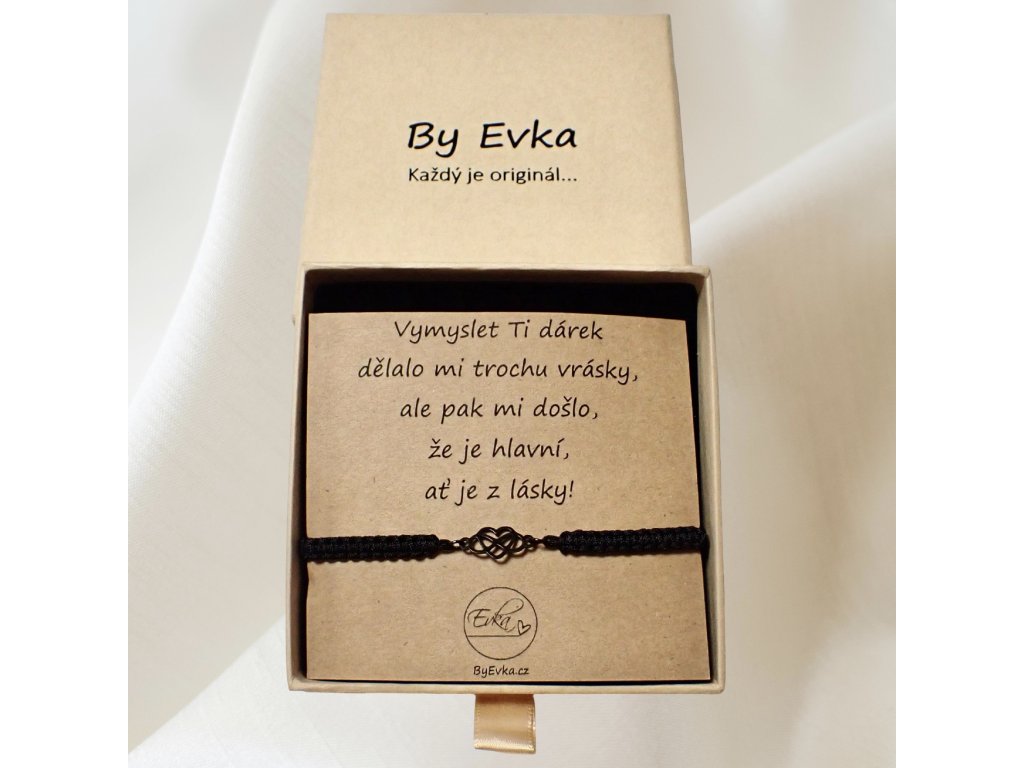 By Evka
Každý je originál...
Vymyslet Ti dárek
dělalo mi trochu vrásky,
ale pak mi došlo,
že je hlavní,
ať je z lásky!
Evka
ByEvka.cz